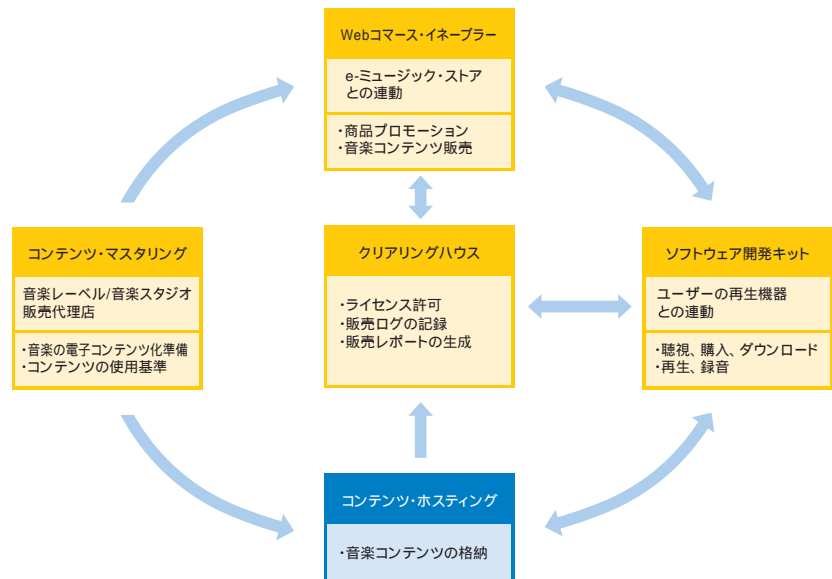 Webコマース・イネーブラー
e-ミュージック・ストア
との連動
・商品プロモーション
・音楽コンテンツ販売
コンテンツ・マスタリング
音楽レーベル/音楽スタジオ
販売代理店
・音楽の電子コンテンツ化準備
・コンテンツの使用基準
クリアリングハウス
・ライセンス許可
・販売ログの記録
・販売レポートの生成
ソフトウェア開発キット
ユーザーの再生機器
との連動
・聴視、購入、ダウンロード
・再生、録音
コンテンツ・ホスティング
・音楽コンテンツの格納